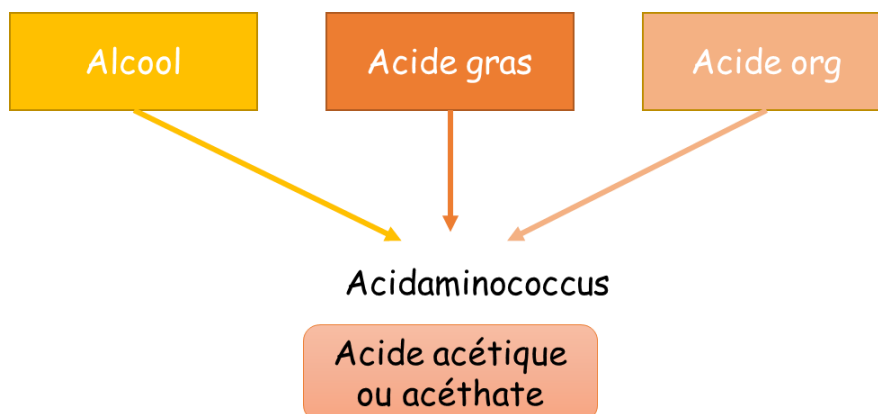 Alcool
Acide gras
Acide org
Acidaminococcus
Acide acétique
ou acéthate